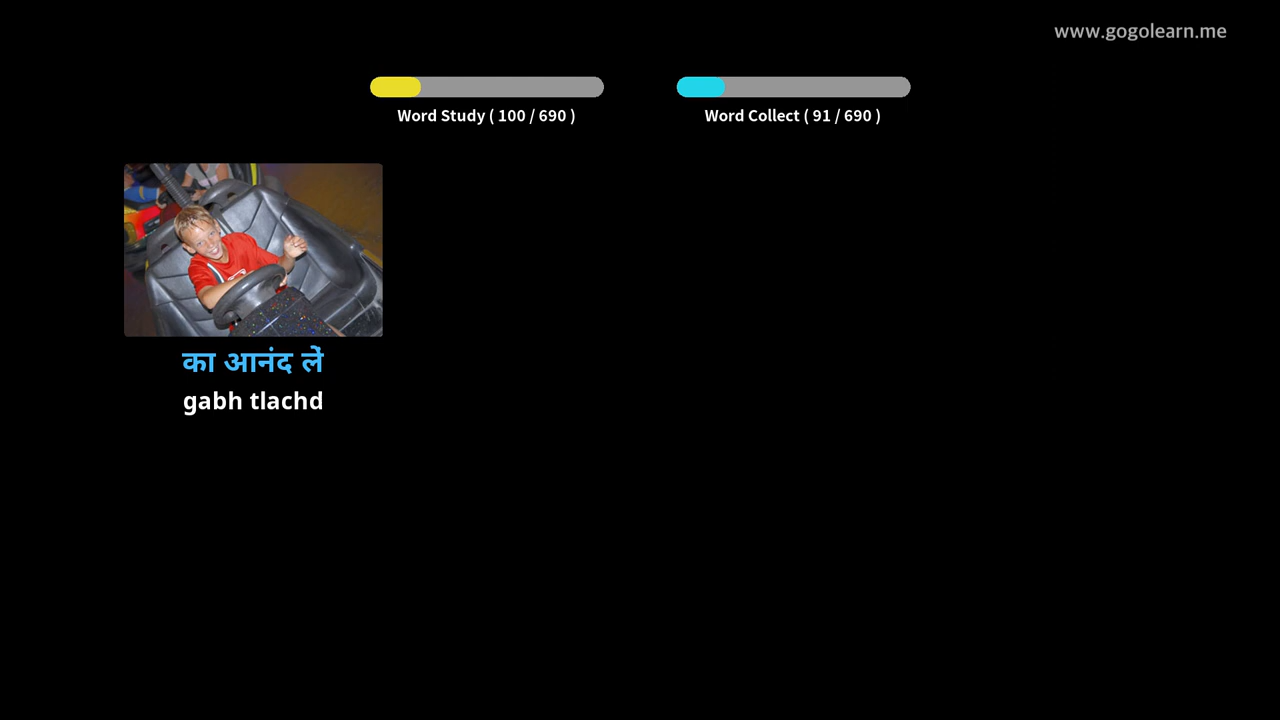 www.gogolearn.me
Word Study ( 100 / 690 )
Word Collect ( 91 / 690 )
का आनंद लें
gabh tlachd